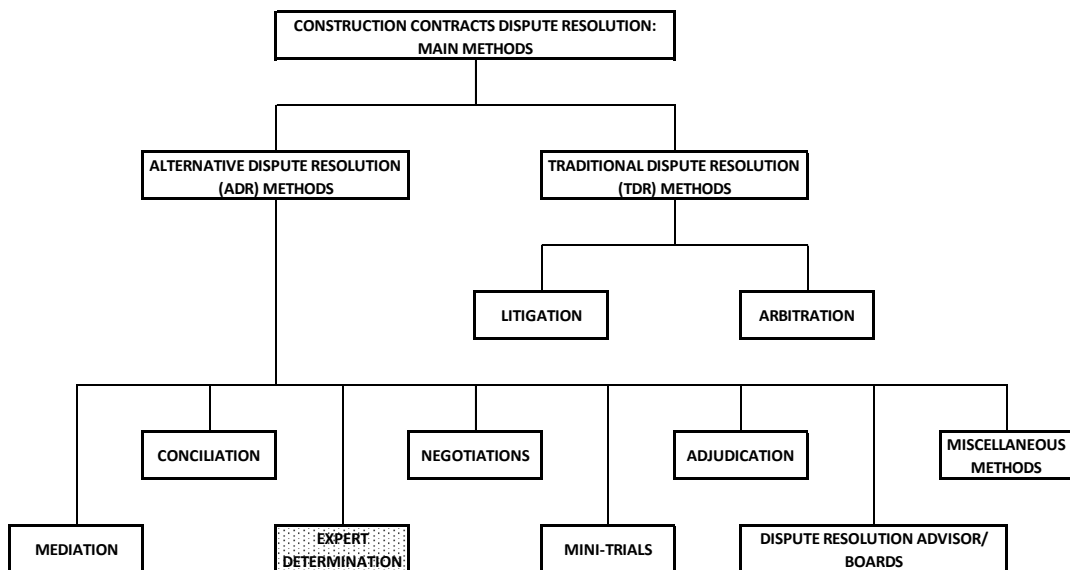 CONSTRUCTION CONTRACTS DISPUTE RESOLUTION:
MAIN METHODS
ALTERNATIVE DISPUTE RESOLUTION
(ADR) METHODS
TRADITIONAL DISPUTE RESOLUTION
(TDR) METHODS
LITIGATION
ARBITRATION
CONCILIATION
NEGOTIATIONS
ADJUDICATION
MISCELLANEOUS
METHODS
MEDIATION
EXPERT
DETERMINATION
MINI-TRIALS
DISPUTE RESOLUTION ADVISOR/
BOARDS